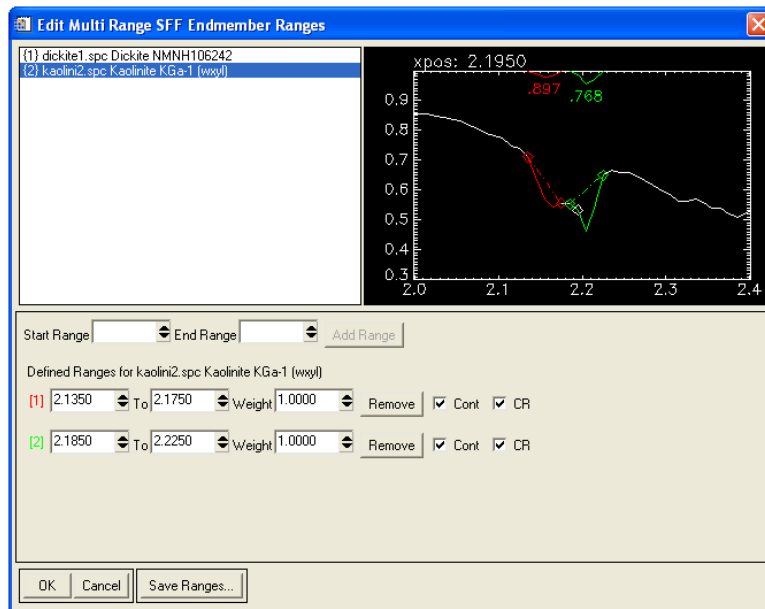 Edit Multi Range SFF Endmember Ranges
{1} dickite1.spc Dickite NMNH106242
{2} kaolini2.spc Kaolinite KGa-1 (wxyl)
xpos: 2.1950
.897
.768
0.9
0.8
0.7
0.6
0.5
0.4
0.3
2.0 2.1 2.2 2.3 2.4
Start Range End Range Add Range
Defined Ranges for kaolini2.spc Kaolinite KGa-1 (wxyl)
[1] 2.1350 To 2.1750 Weight 1.0000 Remove Cont CR
[2] 2.1850 To 2.2250 Weight 1.0000 Remove Cont CR
OK Cancel Save Ranges...